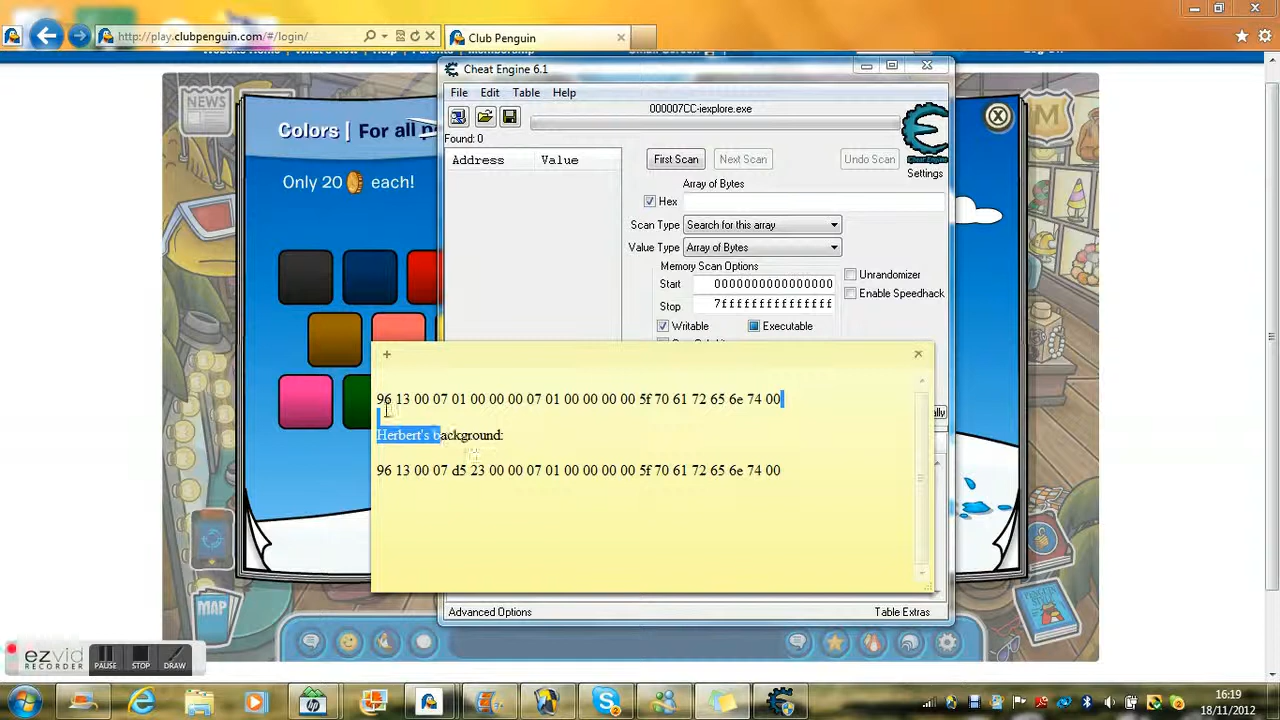 http://play.clubpenguin.com/#/login/
Club Penguin
Cheat Engine 6.1
File Edit Table Help
000007CC-iexplore.exe
Found: 0
Address Value
First Scan Next Scan Undo Scan
Settings
Array of Bytes
Hex
Scan Type Search for this array
Value Type Array of Bytes
Memory Scan Options
Start 0000000000000000
Stop 7fffffffffffffff
Unrandomizer
Enable Speedhack
Writable Executable
NEWS
Colors | For all
Only 20 each!
M
96 13 00 07 01 00 00 00 07 01 00 00 00 00 5f 70 61 72 65 6e 74 00
Herbert's background:
96 13 00 07 d5 23 00 00 07 01 00 00 00 00 5f 70 61 72 65 6e 74 00
Advanced Options Table Extras
MAP
ezvid
RECORDER
PAUSE STOP DRAW
16:19
18/11/2012